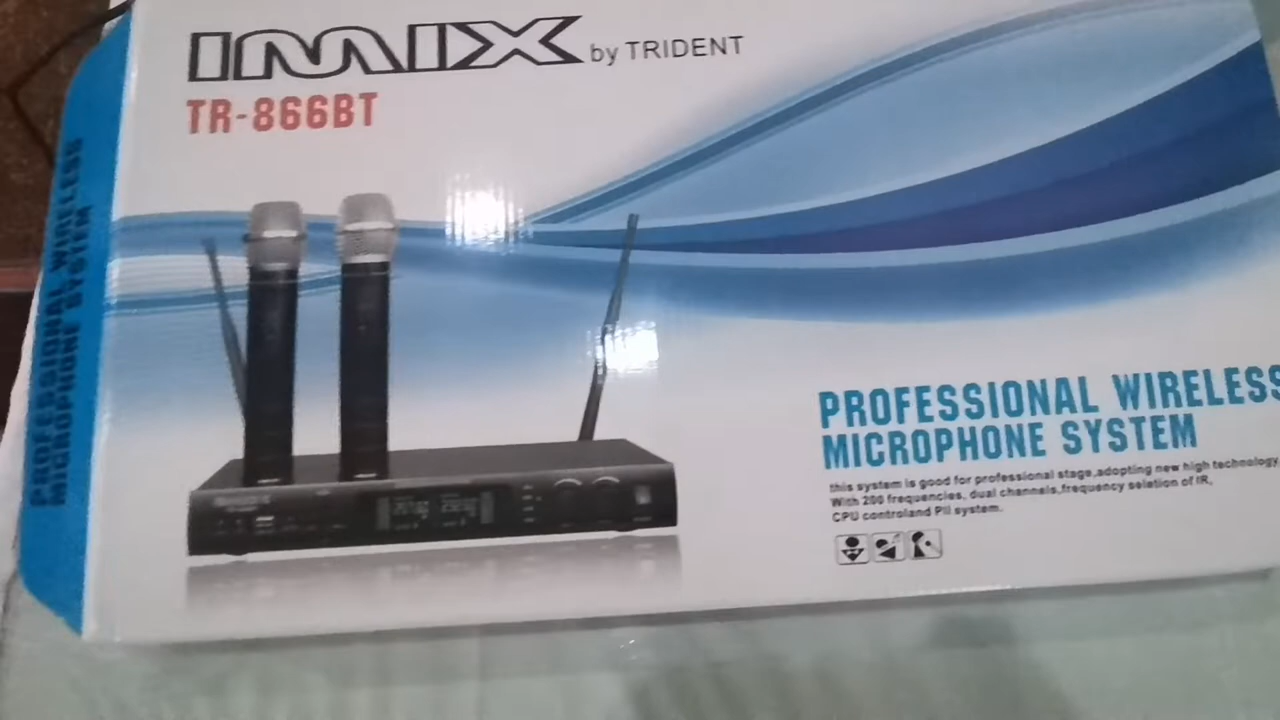 IMIX by TRIDENT
TR-866BT
PROFESSIONAL WIRELESS
MICROPHONE SYSTEM
PROFESSIONAL WIRELESS
MICROPHONE SYSTEM
this system is good for professional stage,adopting new high technology,
With 200 frequencies, dual channels,frequency seletion of IR,
CPU controland Pll system.